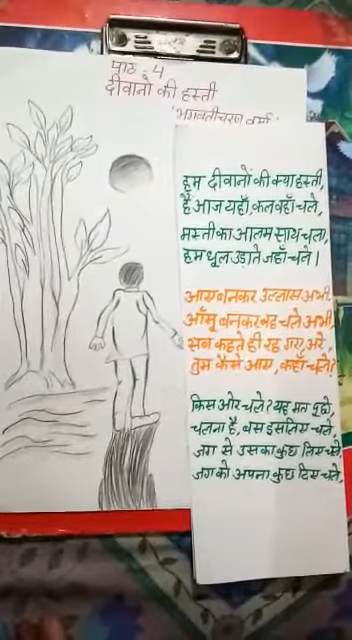 पाठ : 4
दीवानों की हस्ती
'भगवतीचरण वर्मा'
हम दीवानों की क्या हस्ती,
हैं आज यहाँ, कल वहाँ चले,
मस्ती का आलम साथ चला,
हम धूल उड़ाते जहाँ चले।
आए बनकर उल्लास अभी,
आँसू बनकर बह चले अभी,
सब कहते ही रह गए, अरे,
तुम कैसे आए, कहाँ चले?
किस ओर चले? यह मत पूछो,
चलना है, बस इसलिए चले,
जग से उसका कुछ लिए चले,
जग को अपना कुछ दिए चले,